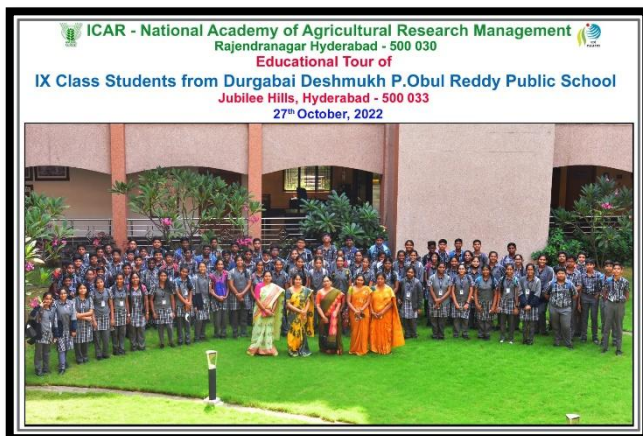 ICAR - National Academy of Agricultural Research Management
Rajendranagar Hyderabad - 500 030
Educational Tour of
IX Class Students from Durgabai Deshmukh P.Obul Reddy Public School
Jubilee Hills, Hyderabad - 500 033
27th October, 2022